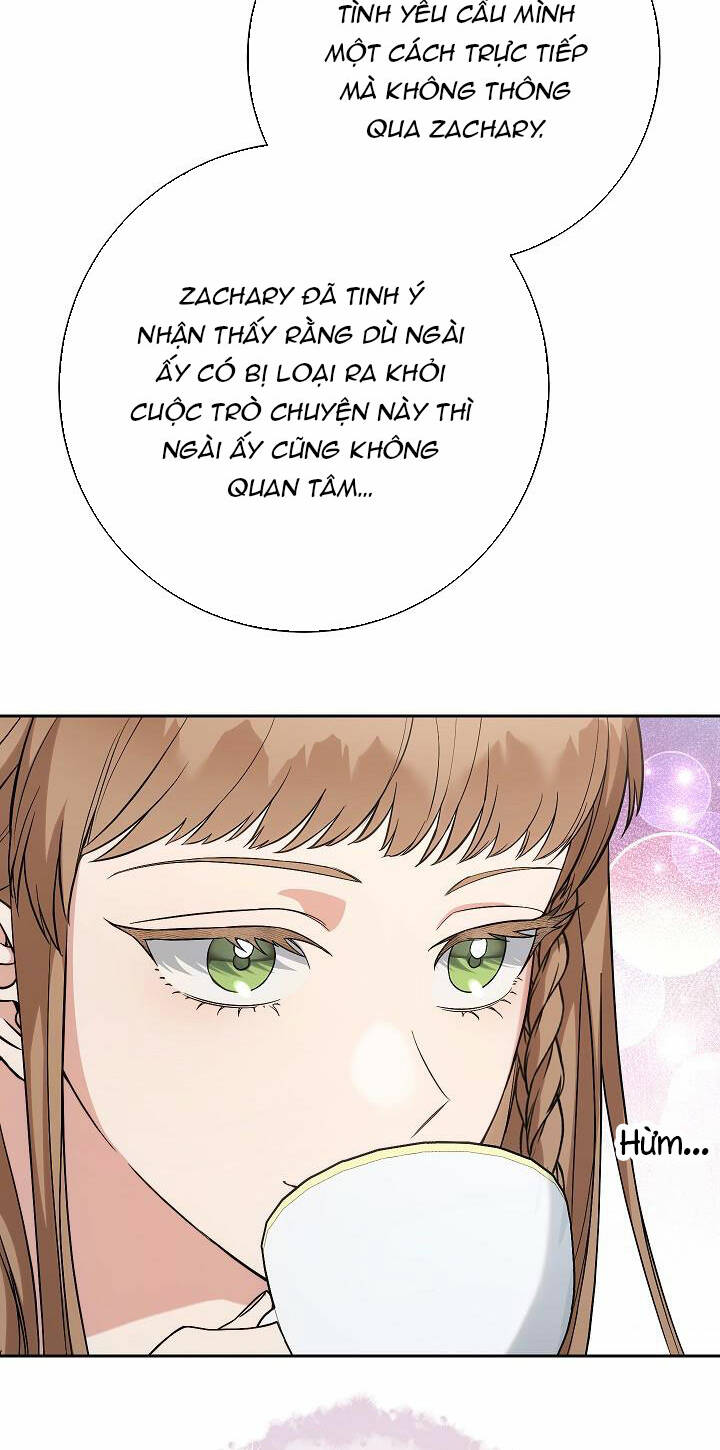 TÌNH YÊU CẦU MÌNH
MỘT CÁCH TRỰC TIẾP
MÀ KHÔNG THÔNG
QUA ZACHARY.
ZACHARY ĐÃ TINH Ý
NHẬN THẤY RẰNG DÙ NGÀI
ẤY CÓ BỊ LOẠI RA KHỎI
CUỘC TRÒ CHUYỆN NÀY THÌ
NGÀI ẤY CŨNG KHÔNG
QUAN TÂM...
Hừm...